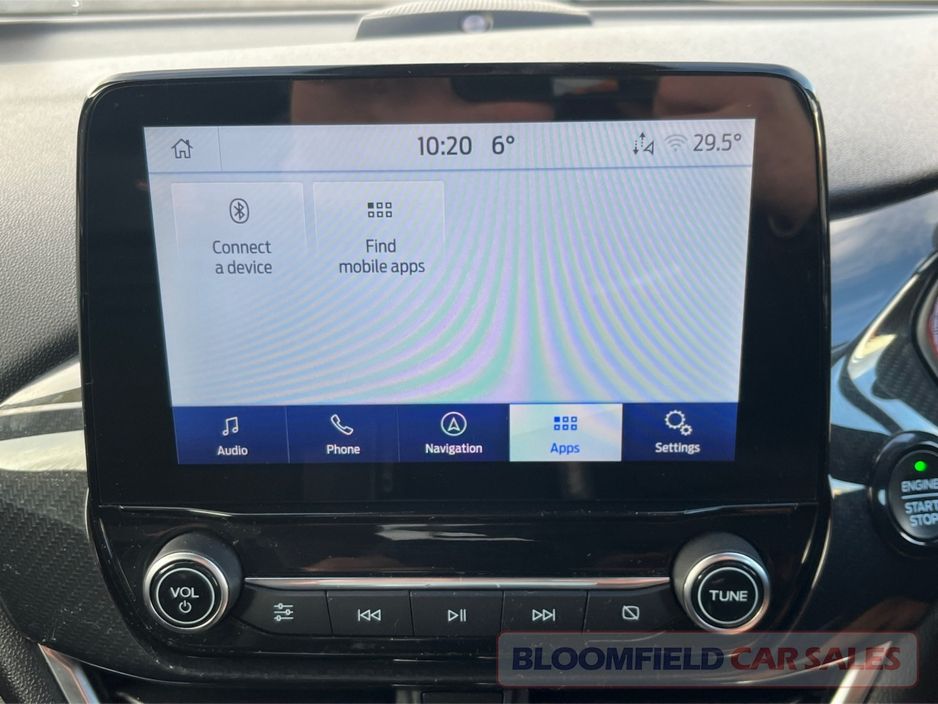 10:20 6° 29.5°
Connect
a device
Find
mobile apps
Audio
Phone
Navigation
Apps
Settings
ENGINE
START
STOP
VOL
TUNE
BLOOMFIELD CAR SALES